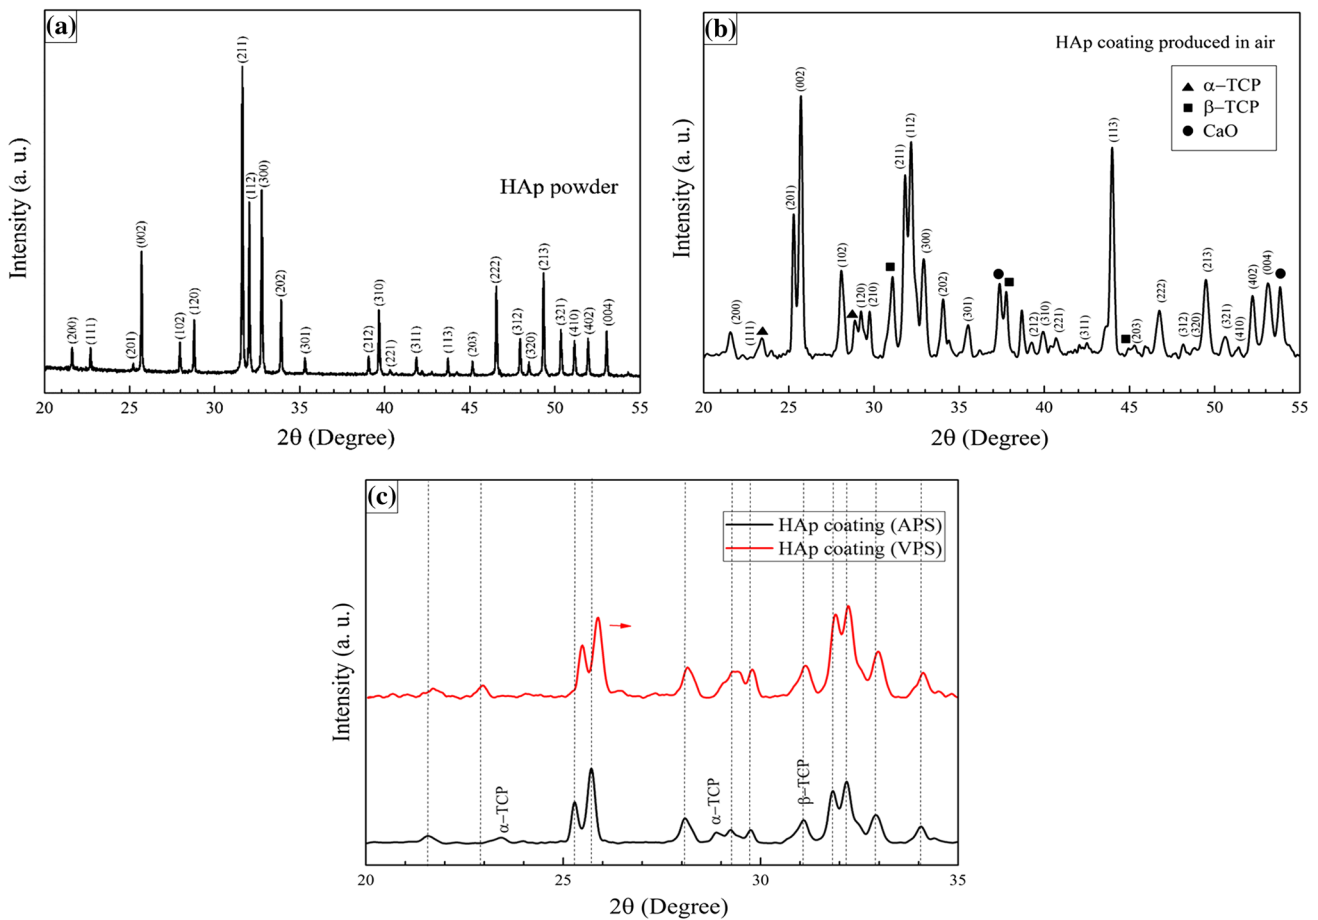 (a)
HAp powder
Intensity (a. u.)
(200)
(111)
(201)
(002)
(102)
(120)
(211)
(112)
(300)
(202)
(301)
(212)
(310)
(221)
(311)
(113)
(203)
(222)
(312)
(320)
(213)
(321)
(410)
(402)
(004)
20 25 30 35 40 45 50 55
2θ (Degree)
(b)
HAp coating produced in air
α−TCP
β−TCP
CaO
Intensity (a. u.)
(200)
(111)
(201)
(002)
(102)
(120)
(210)
(211)
(112)
(300)
(202)
(301)
(212)
(310)
(221)
(311)
(113)
(203)
(222)
(312)
(320)
(213)
(321)
(410)
(402)
(004)
20 25 30 35 40 45 50 55
2θ (Degree)
(c)
HAp coating (APS)
HAp coating (VPS)
Intensity (a. u.)
α−TCP
α−TCP
β−TCP
20 25 30 35
2θ (Degree)